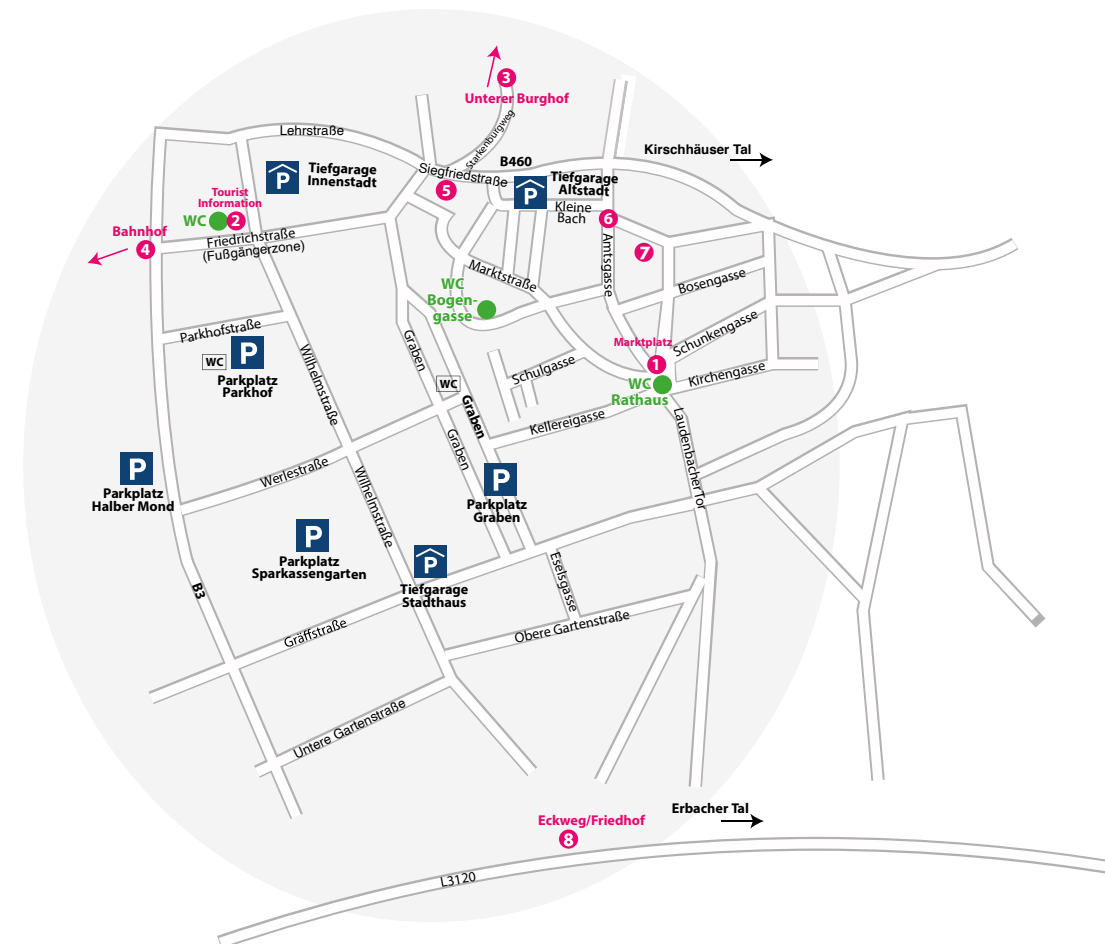 3
Unterer Burghof
Starkenburgweg
Lehrstraße
Kirschhäuser Tal
B460
Siegfriedstraße
P
Tiefgarage
Innenstadt
5
P
Tiefgarage
Altstadt
Kleine
Bach
Tourist
Information
WC
2
6
Bahnhof
4
Friedrichstraße
(Fußgängerzone)
7
Amtsgasse
Marktstraße
Bosengasse
WC
Bogen-
gasse
Parkhofstraße
WC
P
Parkplatz
Parkhof
Wilhelmstraße
Graben
Schunkengasse
Marktplatz
1
Schulgasse
Kirchengasse
WC
WC
Rathaus
Graben
Kellereigasse
Laudenbacher Tor
Graben
Werlestraße
P
Parkplatz
Halber Mond
Wilhelmstraße
P
Parkplatz
Graben
P
Parkplatz
Sparkassengarten
P
Tiefgarage
Stadthaus
Eselsgasse
B3
Gräffstraße
Obere Gartenstraße
Untere Gartenstraße
Erbacher Tal
Eckweg/Friedhof
8
L3120